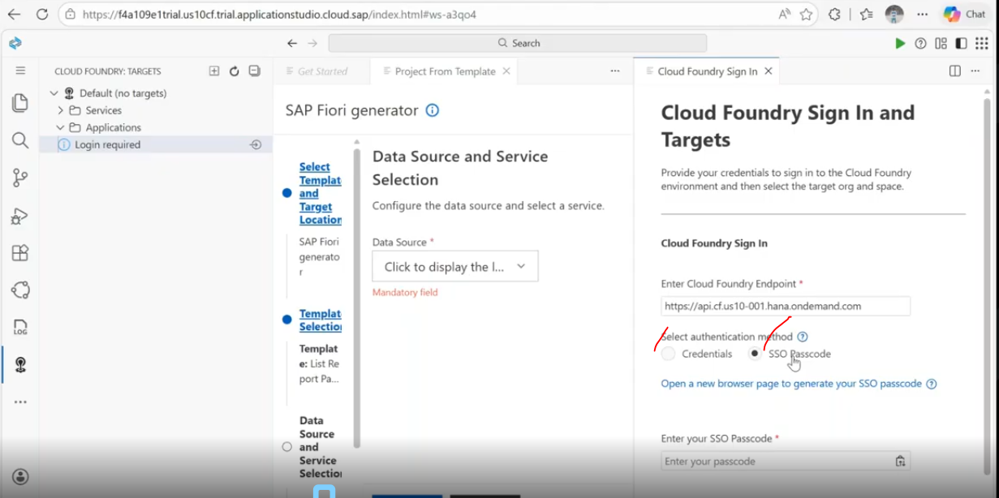 https://f4a109e1trial.us10cf.trial.applicationstudio.cloud.sap/index.html#ws-a3qo4
Chat
Search
CLOUD FOUNDRY: TARGETS
Default (no targets)
Services
Applications
Login required
LOG
Get Started
Project From Template
SAP Fiori generator
Select
Templat
and
Target
Location
SAP Fiori
generato
r
Templat
Selection
Templat
e: List Re
port Pa...
Data
Source
and
Service
Selection
Data Source and Service
Selection
Configure the data source and select a service.
Data Source *
Click to display the l...
Mandatory field
Cloud Foundry Sign In
Cloud Foundry Sign In and
Targets
Provide your credentials to sign in to the Cloud Foundry
environment and then select the target org and space.
Cloud Foundry Sign In
Enter Cloud Foundry Endpoint *
https://api.cf.us10-001.hana.ondemand.com
Select authentication method
Credentials
SSO Passcode
Open a new browser page to generate your SSO passcode
Enter your SSO Passcode *
Enter your passcode